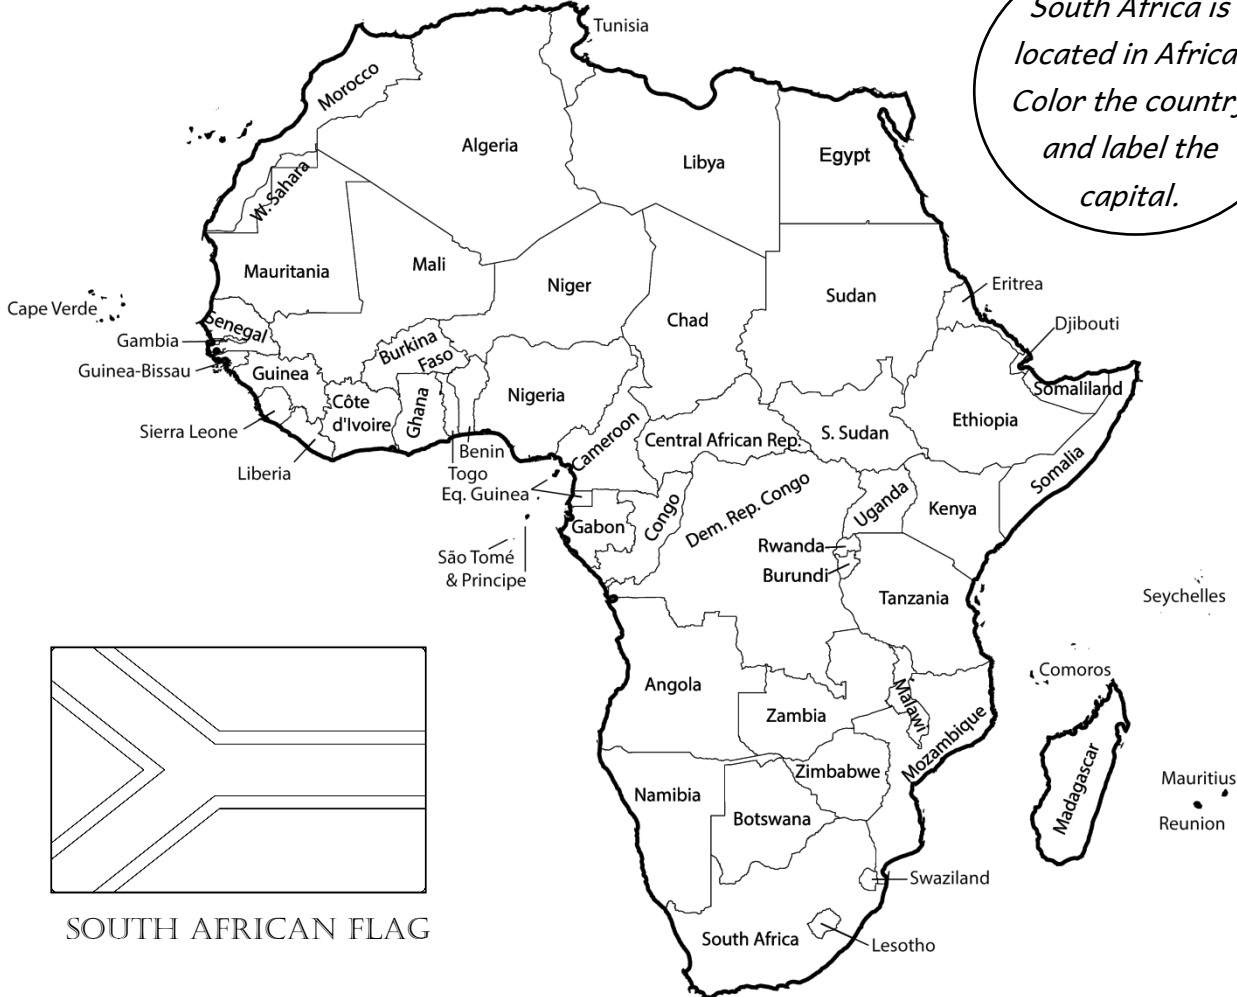 South Africa is
located in Africa
Color the country
and label the
capital.
Tunisia
Morocco
Algeria
Libya
Egypt
W. Sahara
Mauritania
Mali
Niger
Chad
Sudan
Eritrea
Cape Verde
Senegal
Gambia
Guinea-Bissau
Guinea
Burkina
Faso
Djibouti
Somaliland
Sierra Leone
Liberia
Côte
d'Ivoire
Ghana
Togo
Benin
Nigeria
Cameroon
Central African Rep.
S. Sudan
Ethiopia
Somalia
Eq. Guinea
São Tomé
& Principe
Gabon
Congo
Dem. Rep. Congo
Uganda
Kenya
Rwanda
Burundi
Tanzania
Seychelles
Comoros
Angola
Zambia
Malawi
Mozambique
Zimbabwe
Madagascar
Mauritius
Reunion
Namibia
Botswana
Swaziland
South Africa
Lesotho
SOUTH AFRICAN FLAG